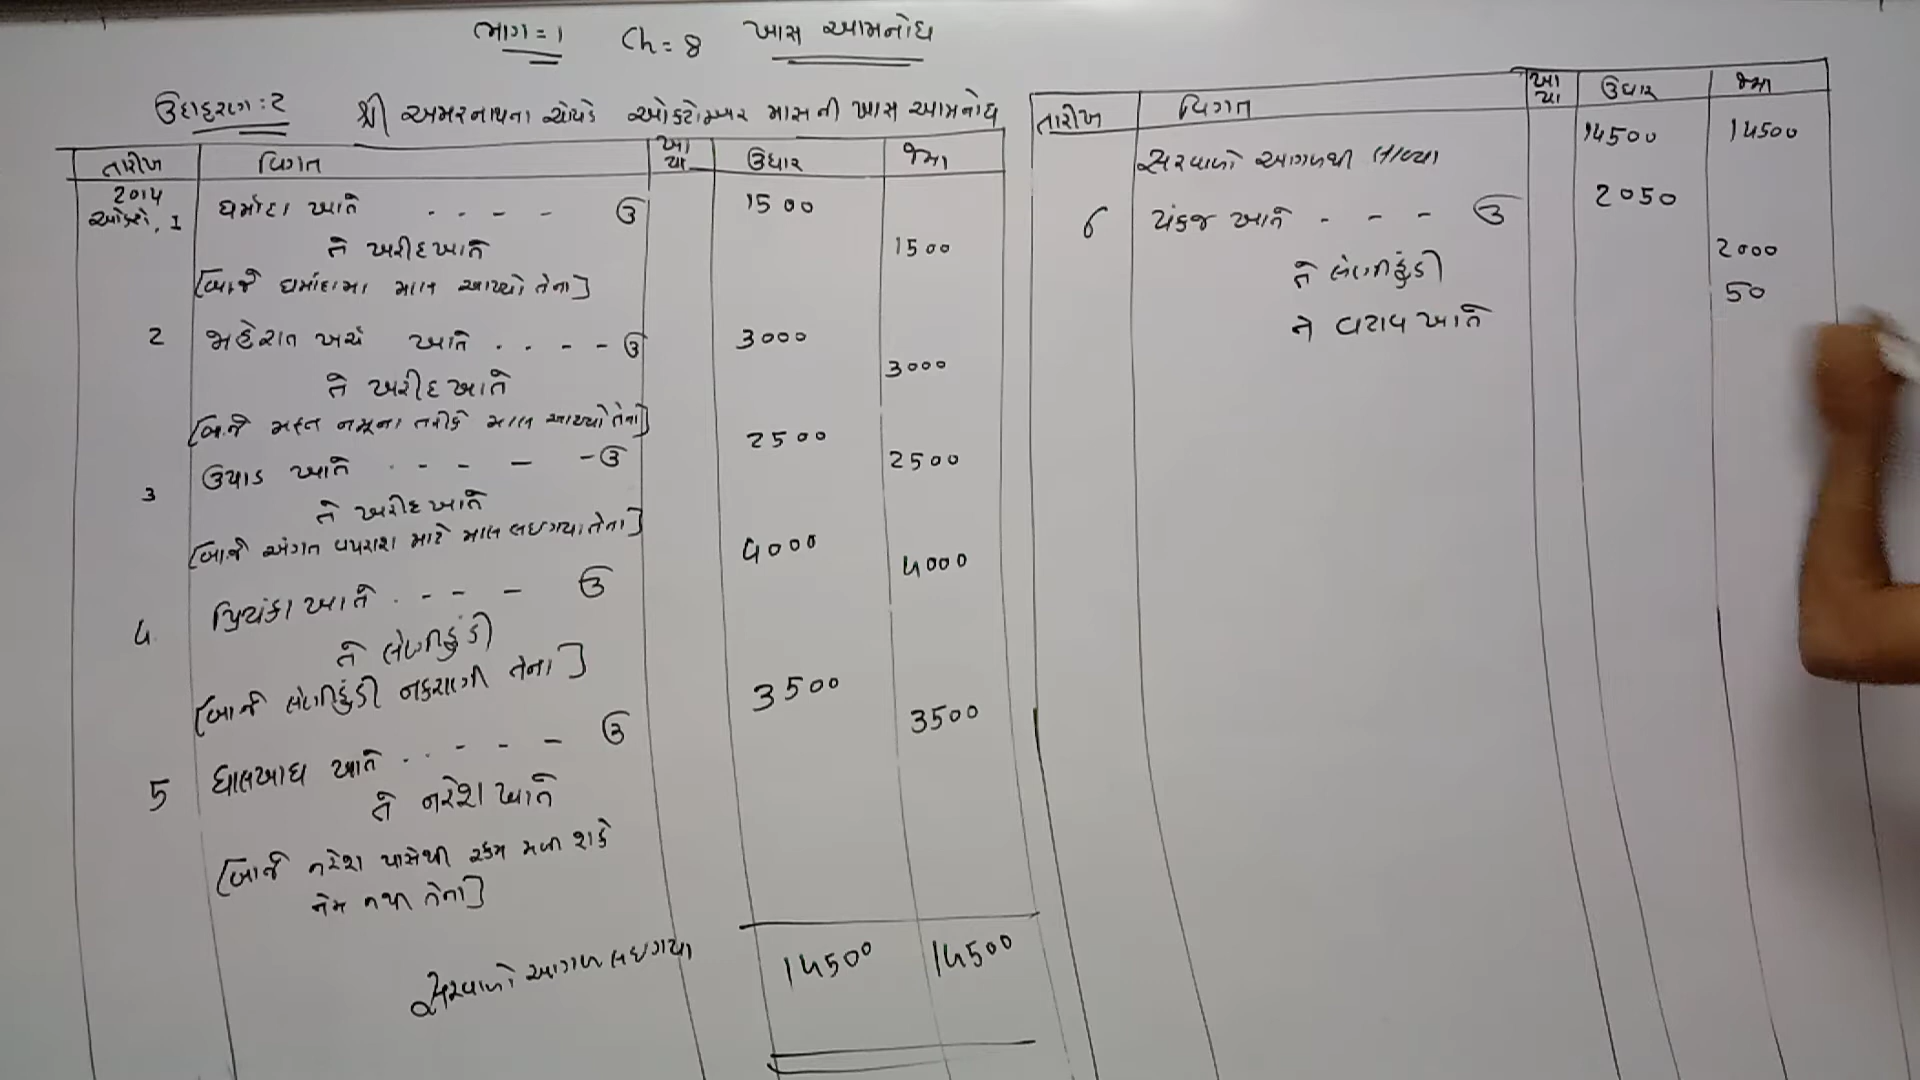 ભાગ = 1 Ch = 8 ખાસ આમનોંધ
ઉદાહરણ : 2 શ્રી અમરનાથના ચોપડે ઓક્ટોમ્બર માસની ખાસ આમનોંધ
તારીખ વિગત ખા પા ઉધાર જમા
2014
ઓક્ટો, 1 ધર્માદા ખાતે . - - - ઉ 1500
તે ખરીદ ખાતે 1500
[બા.જે ધર્માદામાં માલ આપ્યો તેના]
2 જાહેરાત ખર્ચ ખાતે . . - - - ઉ 3000
તે ખરીદ ખાતે 3000
[બા.જે મફત નમૂના તરીકે માલ આપ્યો તેના]
3 ઉપાડ ખાતે . - - - - ઉ 2500
તે ખરીદ ખાતે 2500
[બા.જે અંગત વપરાશ માટે માલ લઇ ગયા તેના]
4 પ્રિયંકા ખાતે . - - - ઉ 4000
તે લેણીહુંડી 4000
[બા.જે લેણીહુંડી નકરાણી તેના]
5 ઘાલખાધ ખાતે . . - - - ઉ 3500
તે નરેશ ખાતે 3500
[બા.જે નરેશ પાસેથી રકમ મળી શકે
તેમ નથી તેના]
સરવાળો આગળ લઇ ગયા 14500 14500
તારીખ વિગત ખા પા ઉધાર જમા
સરવાળો આગળથી લાવ્યા 14500 14500
6 પંકજ ખાતે - - - ઉ 2050
તે લેણીહુંડી 2000
તે વટાવ ખાતે 50